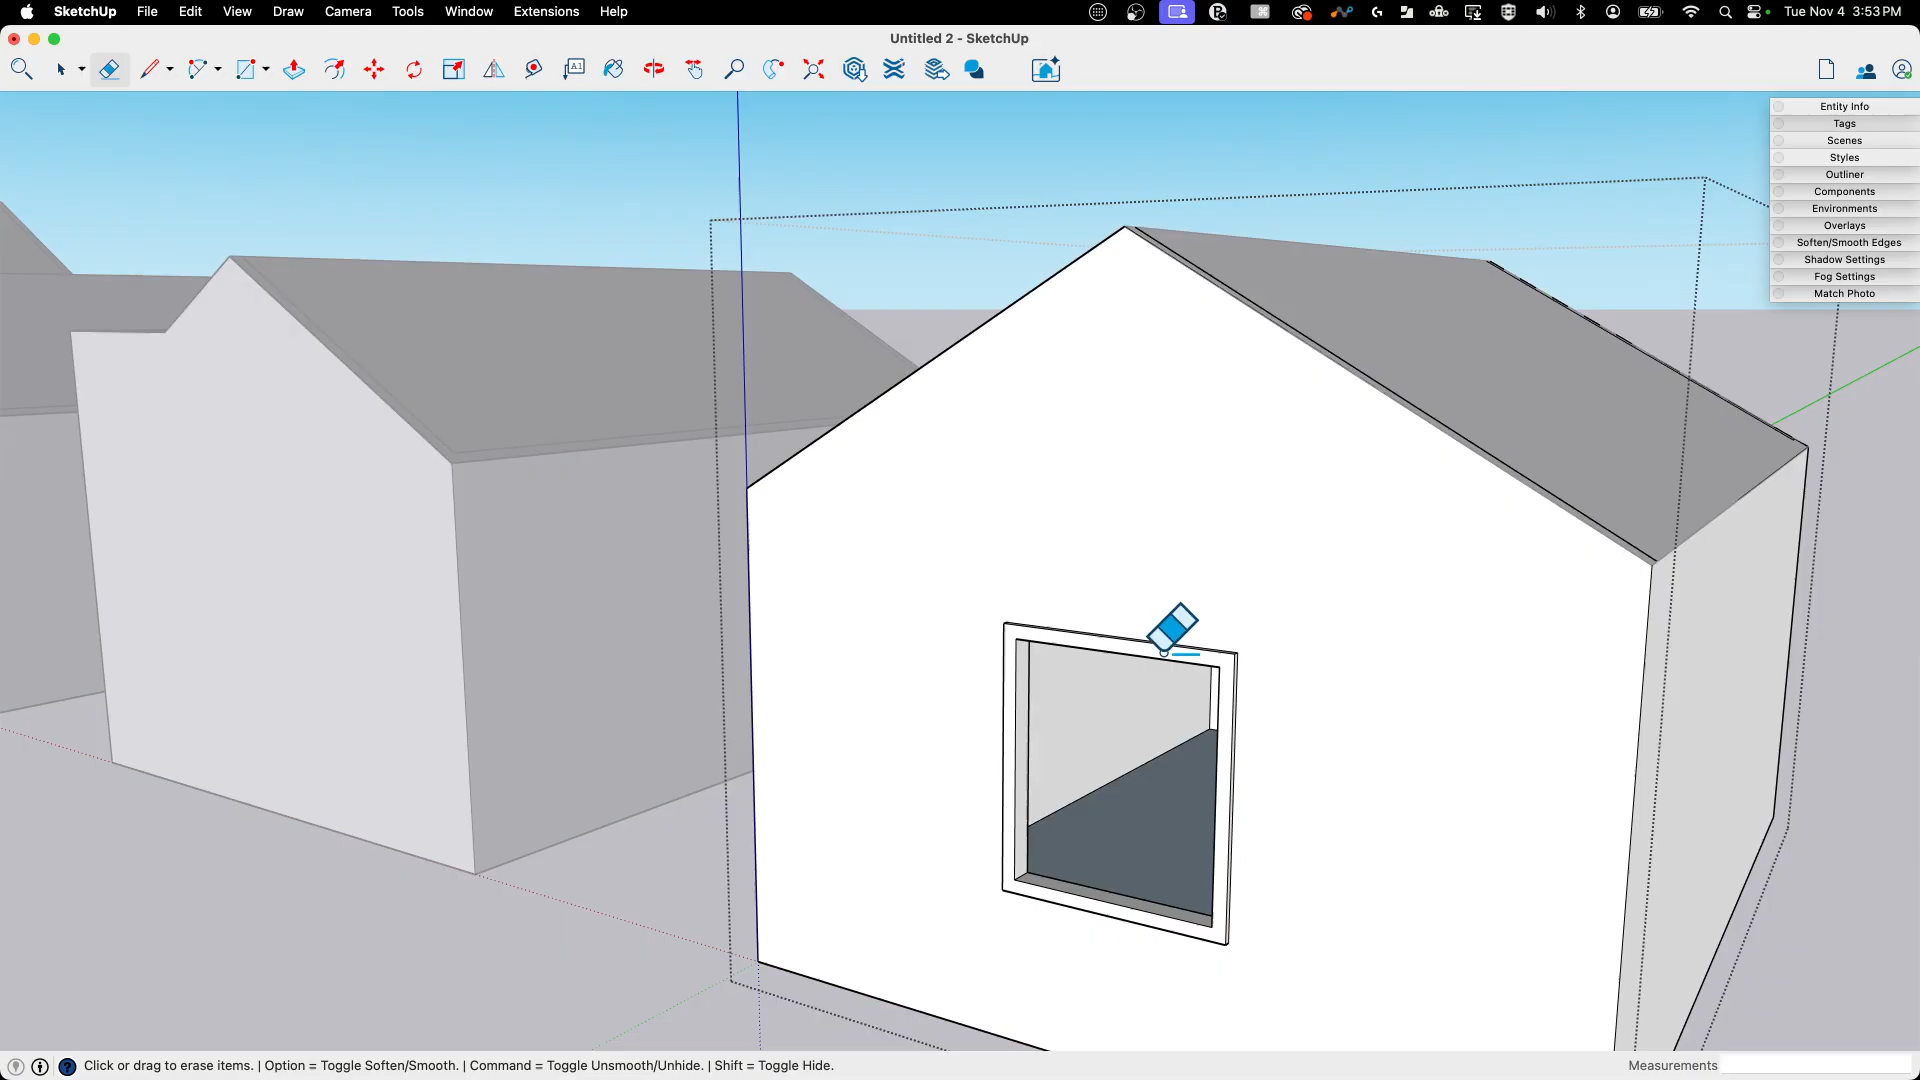 SketchUp File Edit View Draw Camera Tools Window Extensions Help Tue Nov 4 3:53 PM
Untitled 2 - SketchUp
A1
Entity Info
Tags
Scenes
Styles
Outliner
Components
Environments
Overlays
Soften/Smooth Edges
Shadow Settings
Fog Settings
Match Photo
Click or drag to erase items. | Option = Toggle Soften/Smooth. | Command = Toggle Unsmooth/Unhide. | Shift = Toggle Hide. Measurements